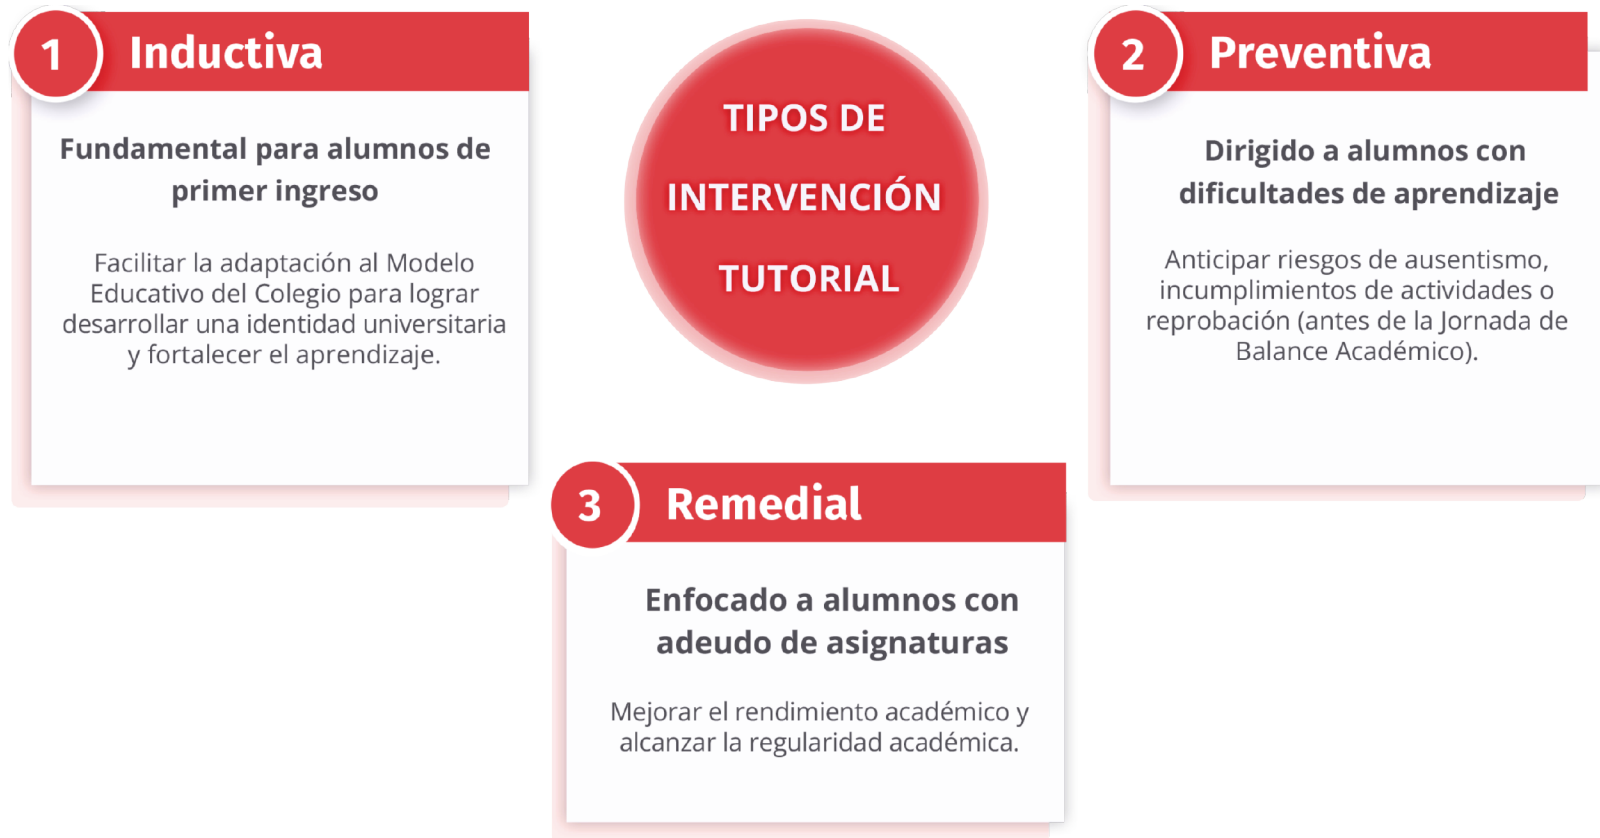 1 Inductiva
Fundamental para alumnos de
primer ingreso
Facilitar la adaptación al Modelo
Educativo del Colegio para lograr
desarrollar una identidad universitaria
y fortalecer el aprendizaje.
TIPOS DE
INTERVENCIÓN
TUTORIAL
2 Preventiva
Dirigido a alumnos con
dificultades de aprendizaje
Anticipar riesgos de ausentismo,
incumplimientos de actividades o
reprobación (antes de la Jornada de
Balance Académico).
3 Remedial
Enfocado a alumnos con
adeudo de asignaturas
Mejorar el rendimiento académico y
alcanzar la regularidad académica.